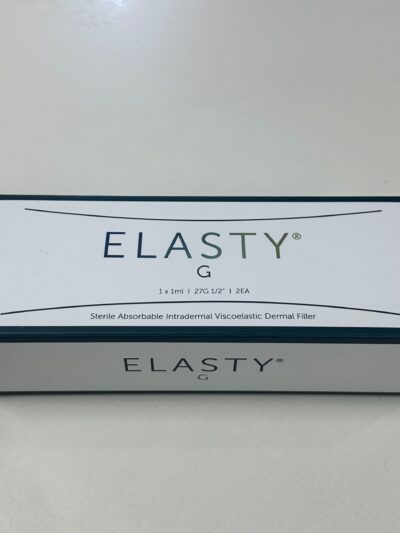 ELASTY®
G
1 x 1ml I 27G 1/2" I 2EA
Sterile Absorbable Intradermal Viscoelastic Dermal Filler
ELASTY®
G